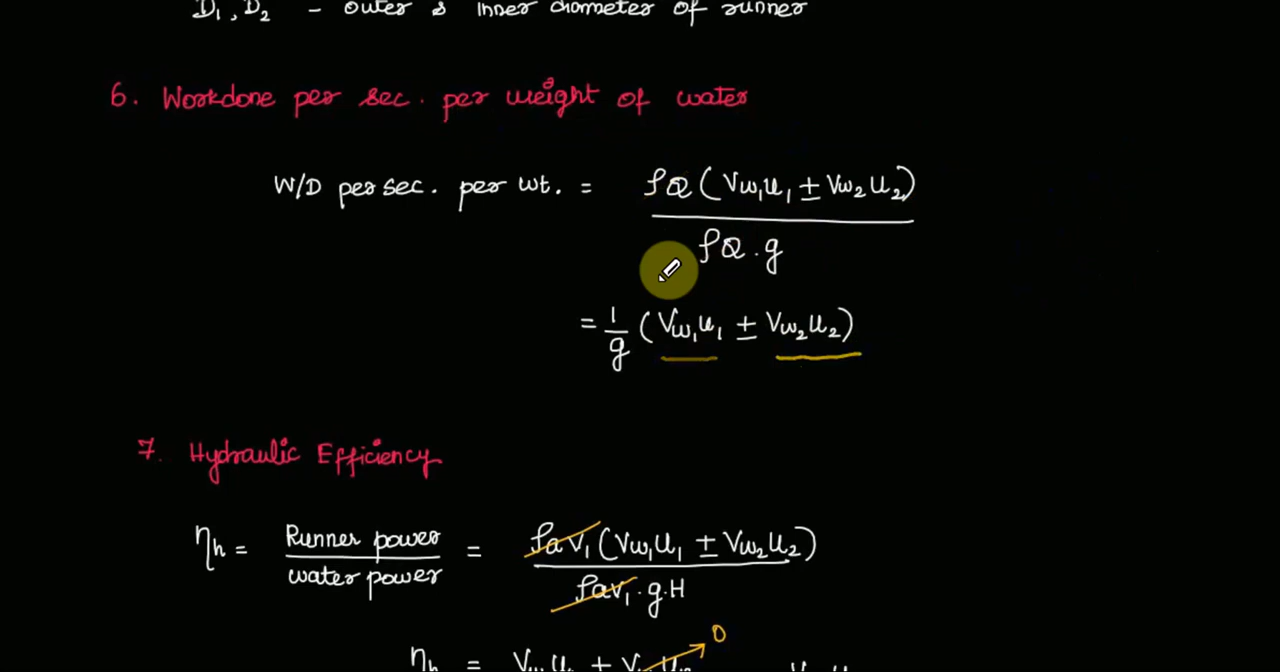 D₁, D₂ - outer & inner diameter of runner
6. Workdone per sec. per weight of water
W/D per sec. per wt. = ρQ (Vw₁u₁ ± Vw₂u₂) / ρQ.g
= 1/g (Vw₁u₁ ± Vw₂u₂)
7. Hydraulic Efficiency
ηh = Runner power / water power = ρav₁ (Vw₁u₁ ± Vw₂u₂) / ρav₁.g.H
0
ηh =